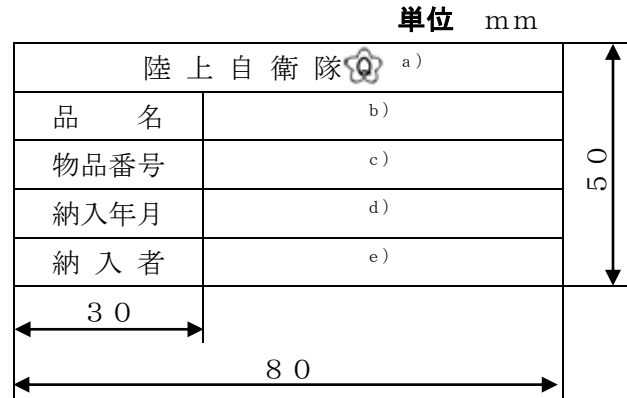 単位 mm
陸上自衛隊 Q a)
品 名 b)
物品番号 c)
納入年月 d)
納入者 e)
50
30
80